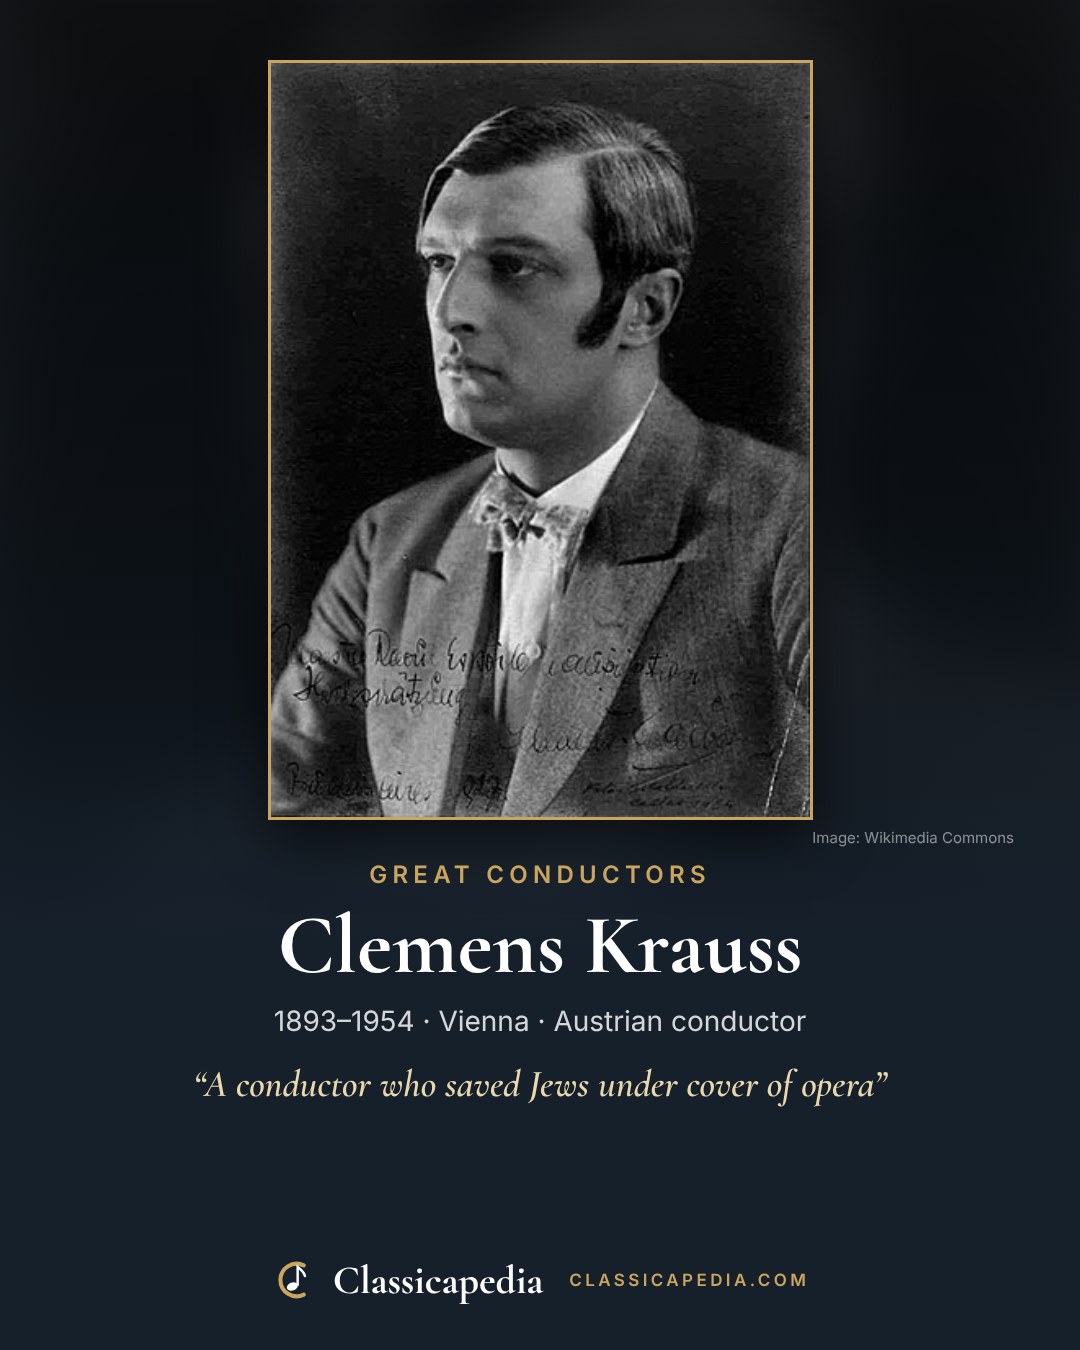 Image: Wikimedia Commons
GREAT CONDUCTORS
Clemens Krauss
1893–1954 · Vienna · Austrian conductor
“A conductor who saved Jews under cover of opera”
Classicapedia CLASSICAPEDIA.COM